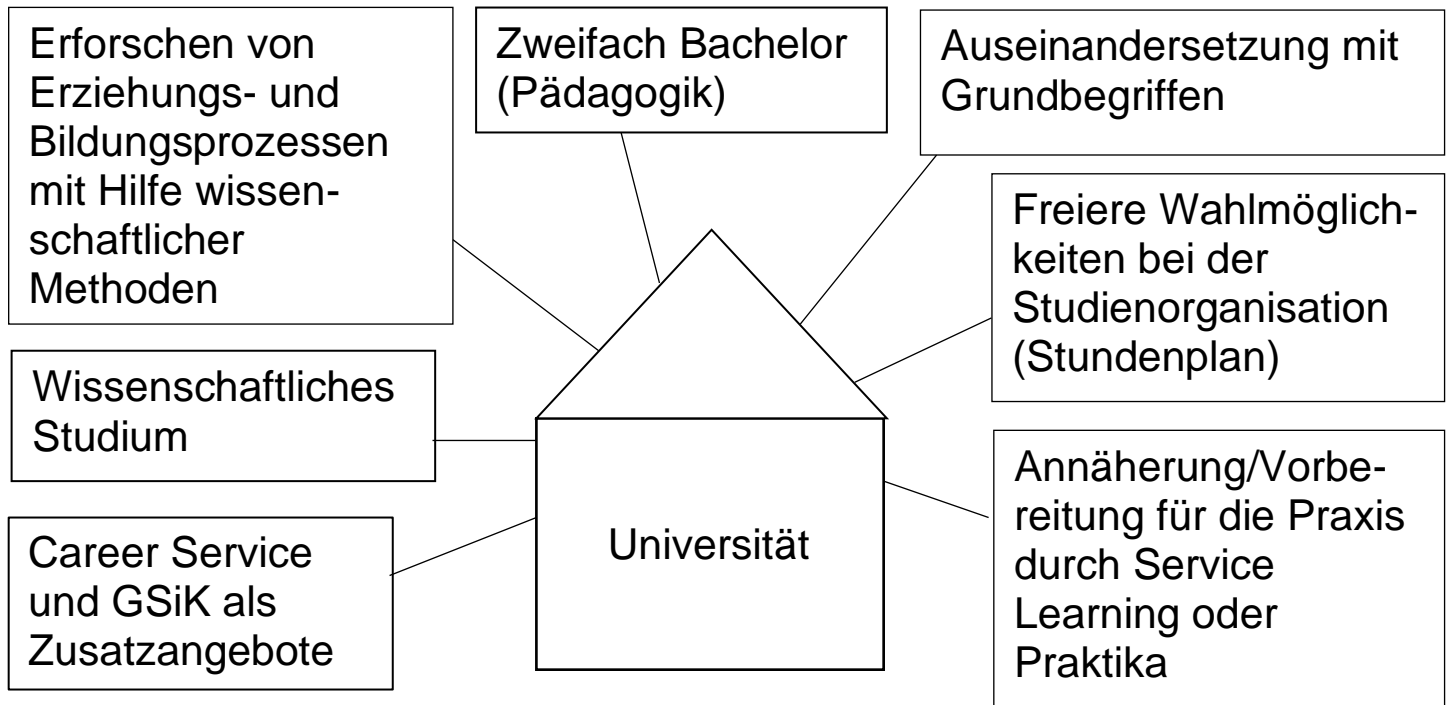 Erforschen von
Erziehungs- und
Bildungsprozessen
mit Hilfe wissen-
schaftlicher
Methoden
Zweifach Bachelor
(Pädagogik)
Auseinandersetzung mit
Grundbegriffen
Freiere Wahlmöglich-
keiten bei der
Studienorganisation
(Stundenplan)
Wissenschaftliches
Studium
Annäherung/Vorbe-
reitung für die Praxis
durch Service
Learning oder
Praktika
Career Service
und GSiK als
Zusatzangebote
Universität